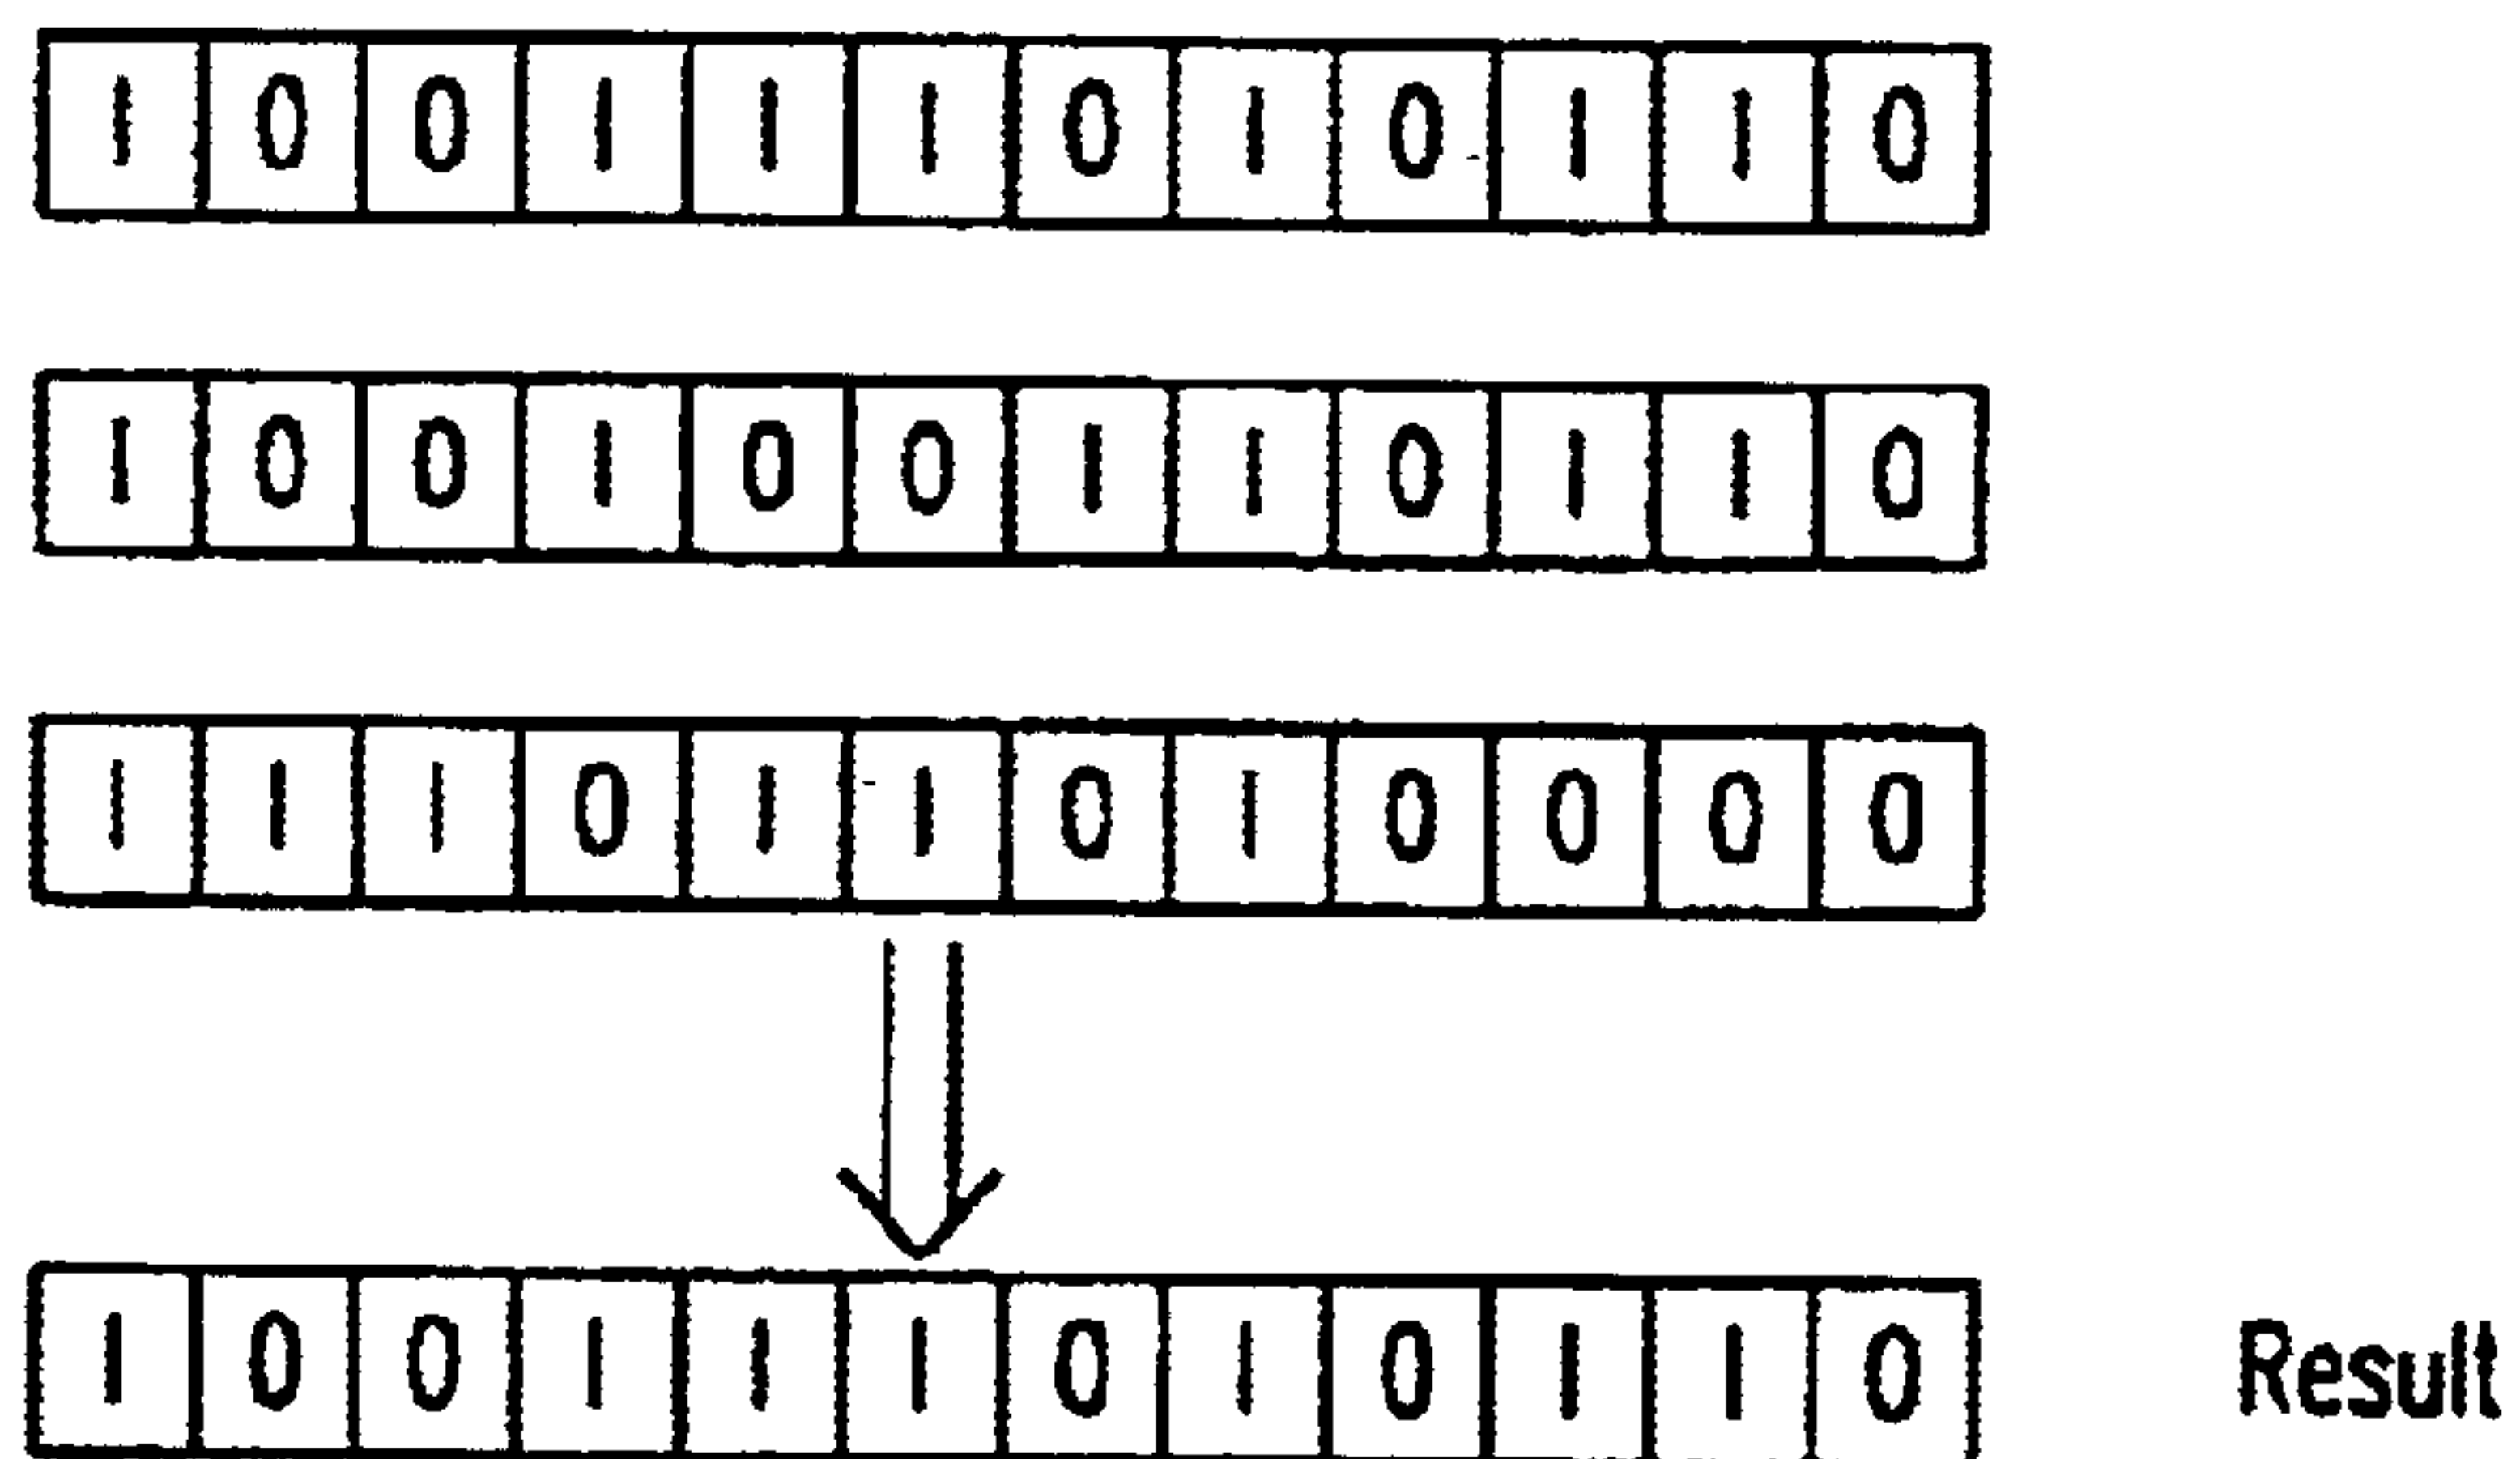 1 0 0 1 1 1 0 1 0 1 1 0
1 0 0 1 0 0 1 1 0 1 1 0
1 1 1 0 1 1 0 1 0 0 0 0
1 0 0 1 1 1 0 1 0 1 1 0 Result